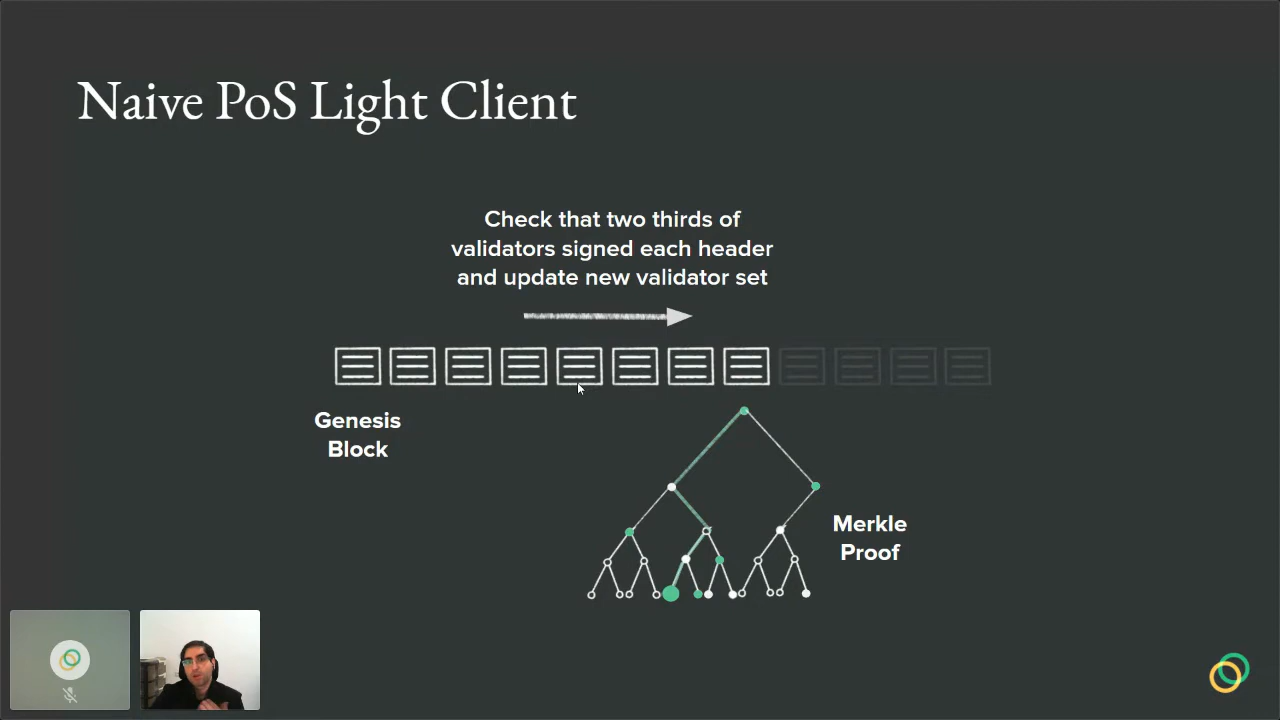 Naive PoS Light Client
Check that two thirds of
validators signed each header
and update new validator set
Genesis
Block
Merkle
Proof